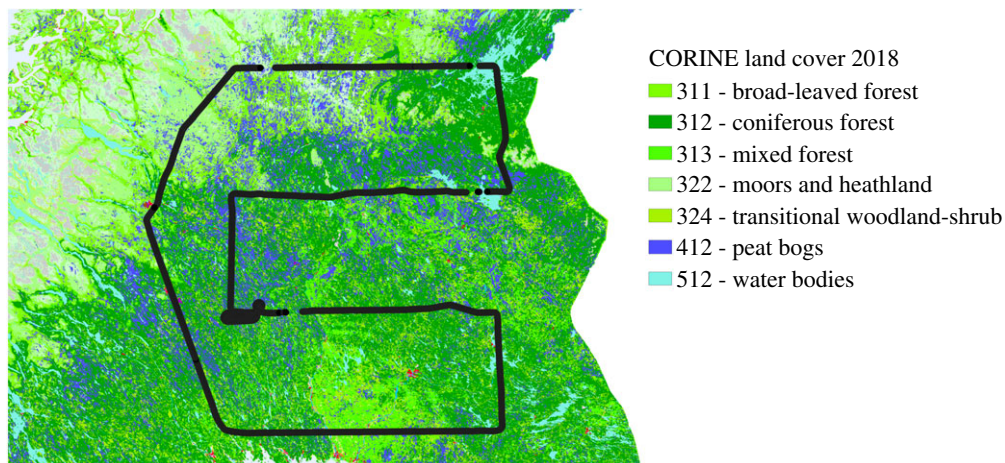 CORINE land cover 2018
311 - broad-leaved forest
312 - coniferous forest
313 - mixed forest
322 - moors and heathland
324 - transitional woodland-shrub
412 - peat bogs
512 - water bodies